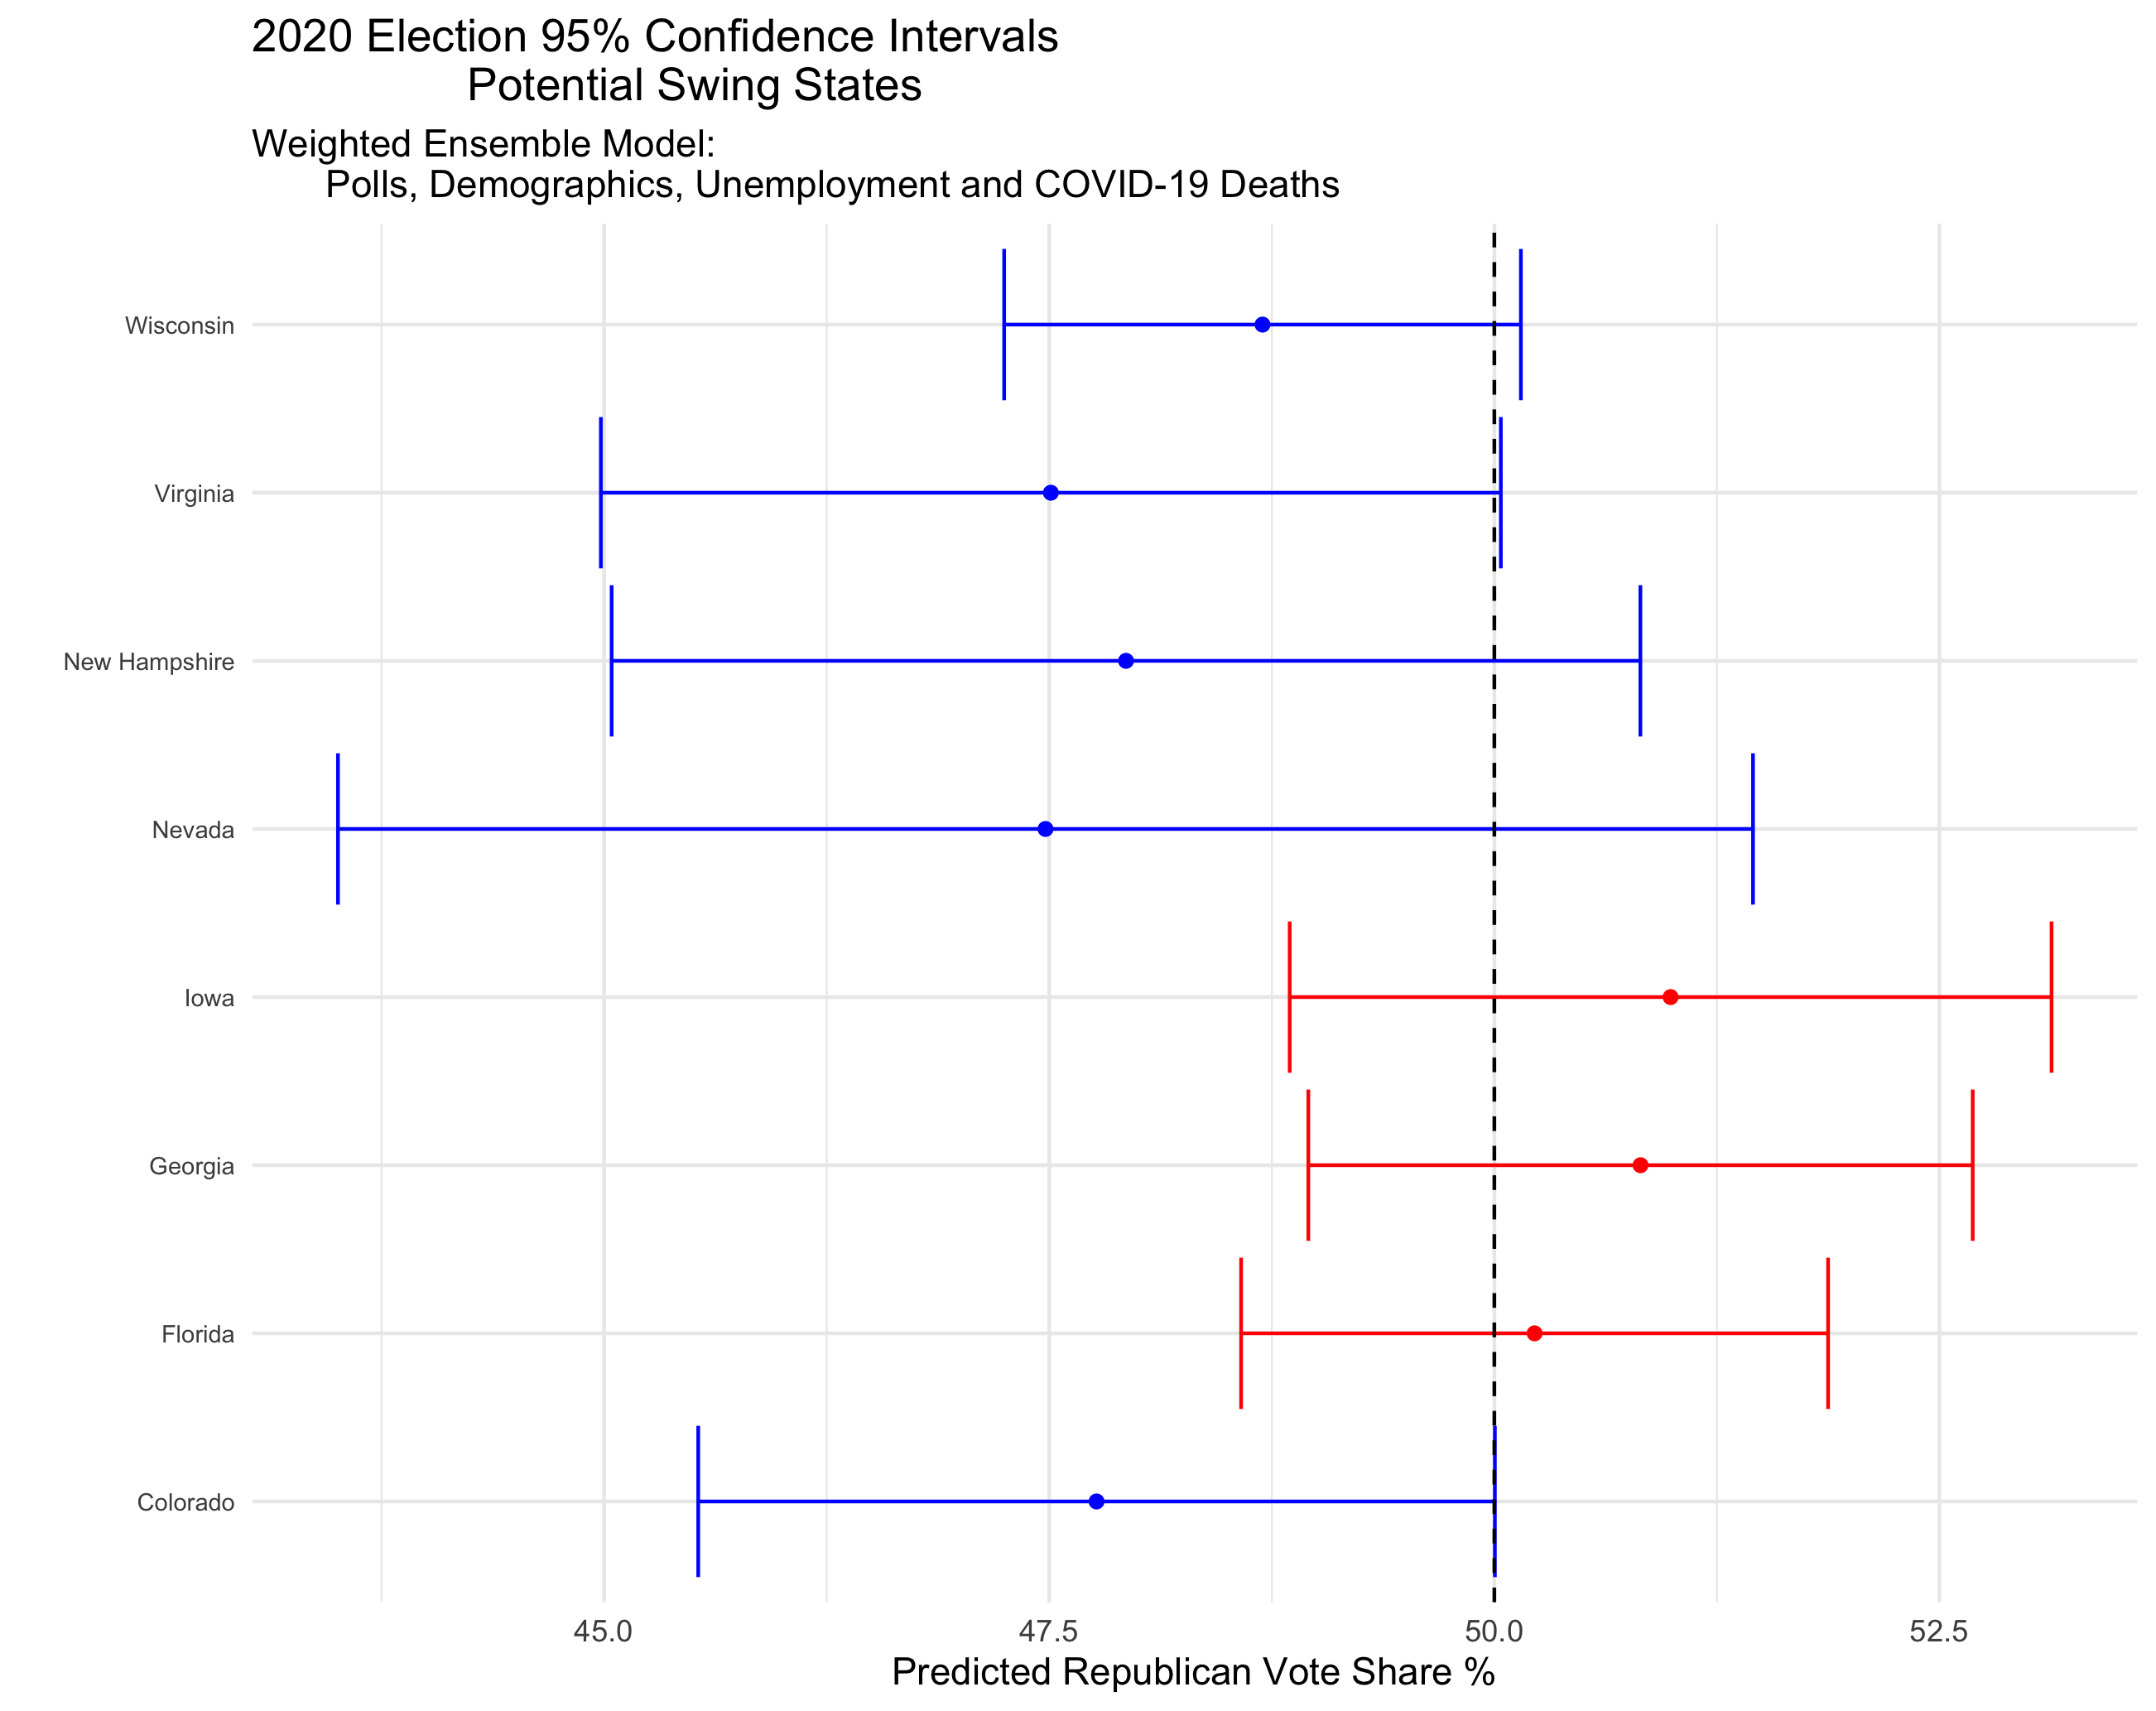 2020 Election 95% Confidence Intervals
Potential Swing States
Weighted Ensemble Model:
Polls, Demographics, Unemployment and COVID-19 Deaths
Wisconsin
Virginia
New Hampshire
Nevada
Iowa
Georgia
Florida
Colorado
45.0 47.5 50.0 52.5
Predicted Republican Vote Share %